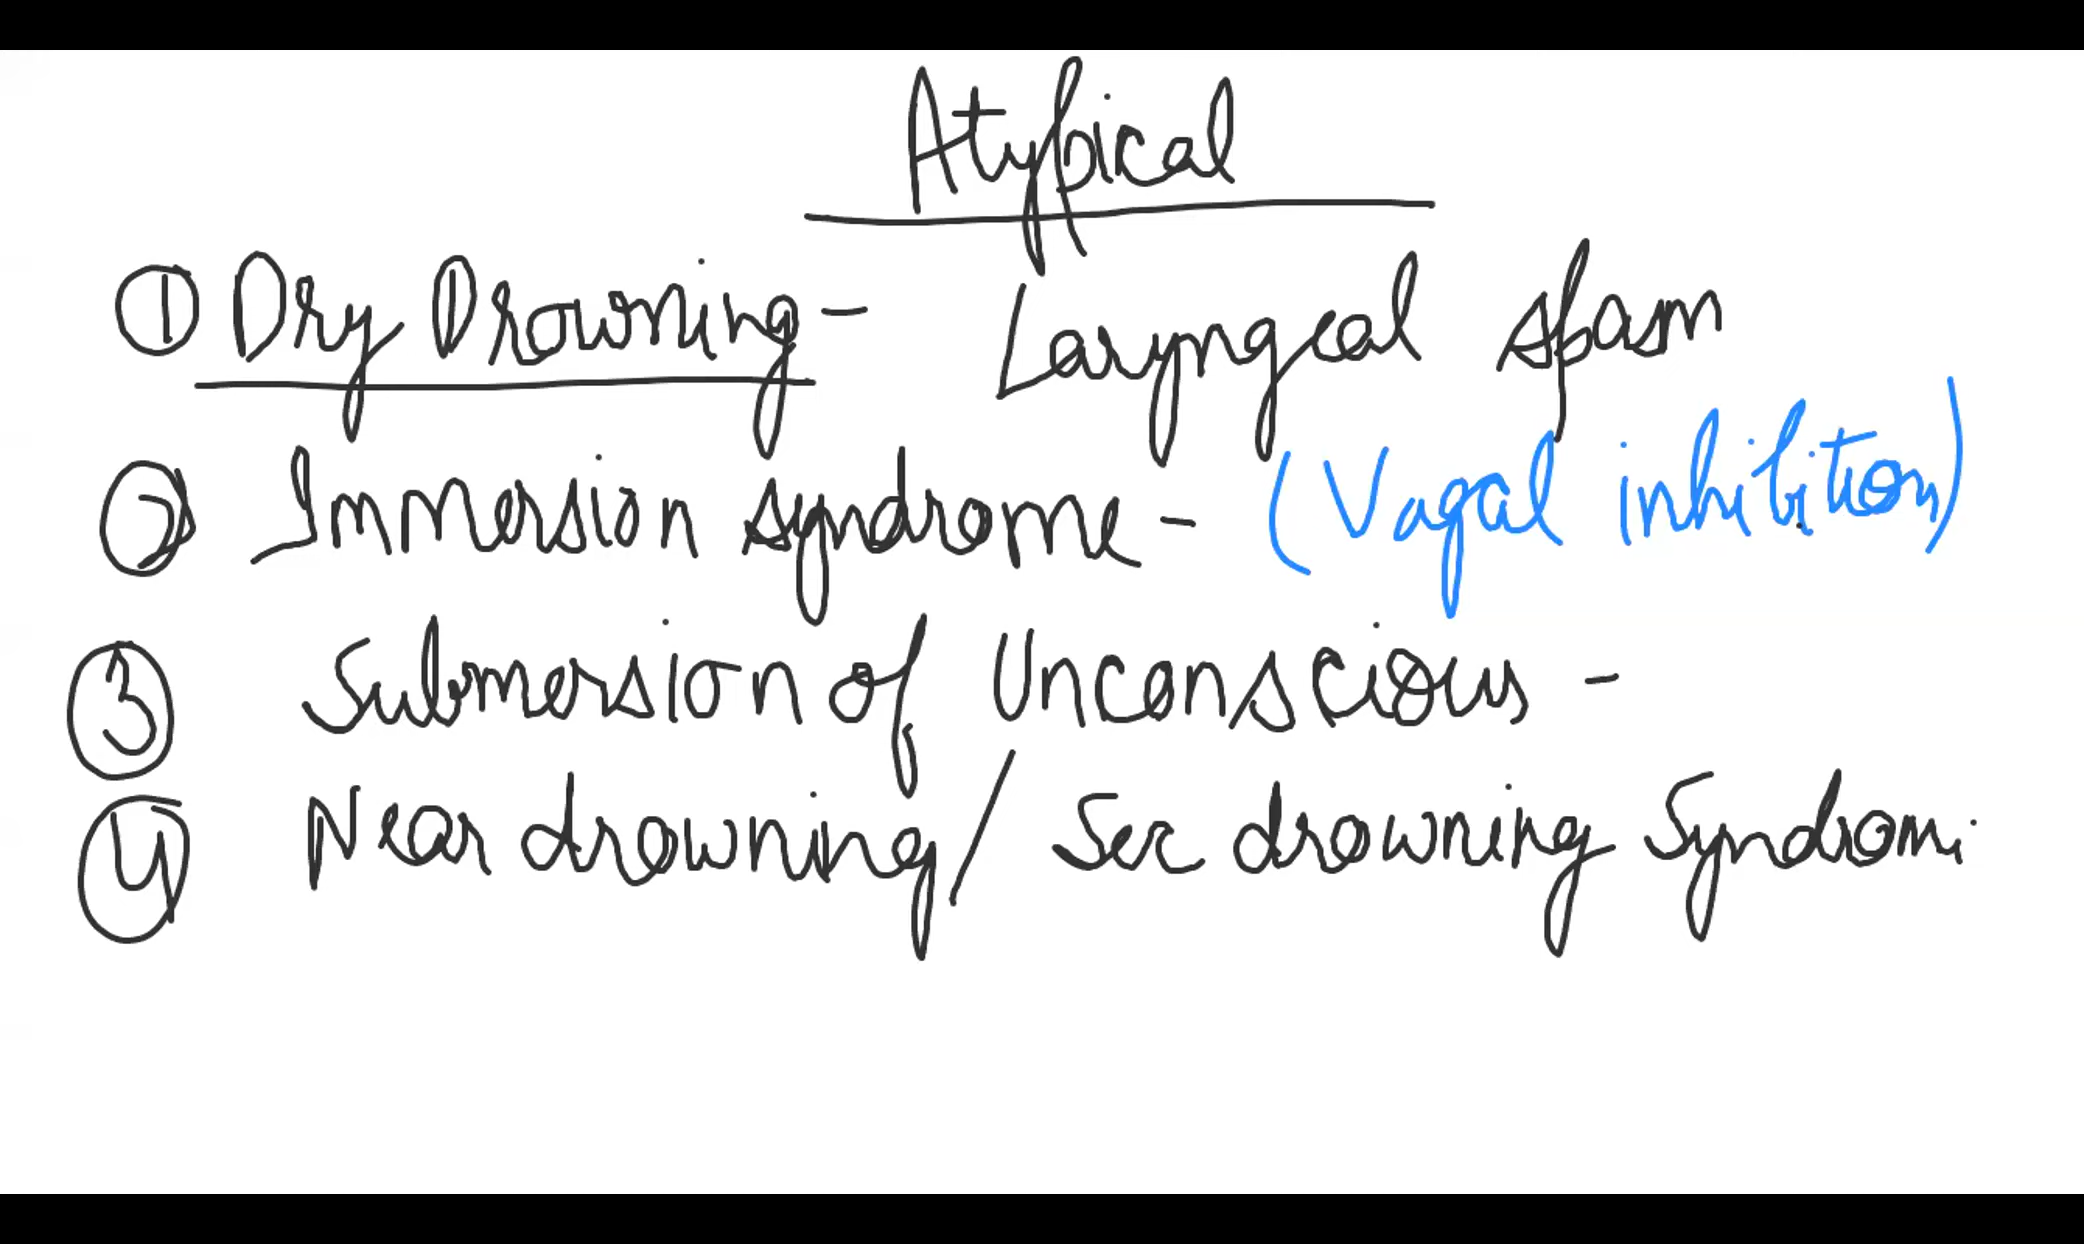 Atypical
① Dry Drowning - Laryngeal spasm
② Immersion syndrome - (Vagal inhibition)
③ Submersion of Unconscious -
④ Near drowning / Sec drowning Syndrom